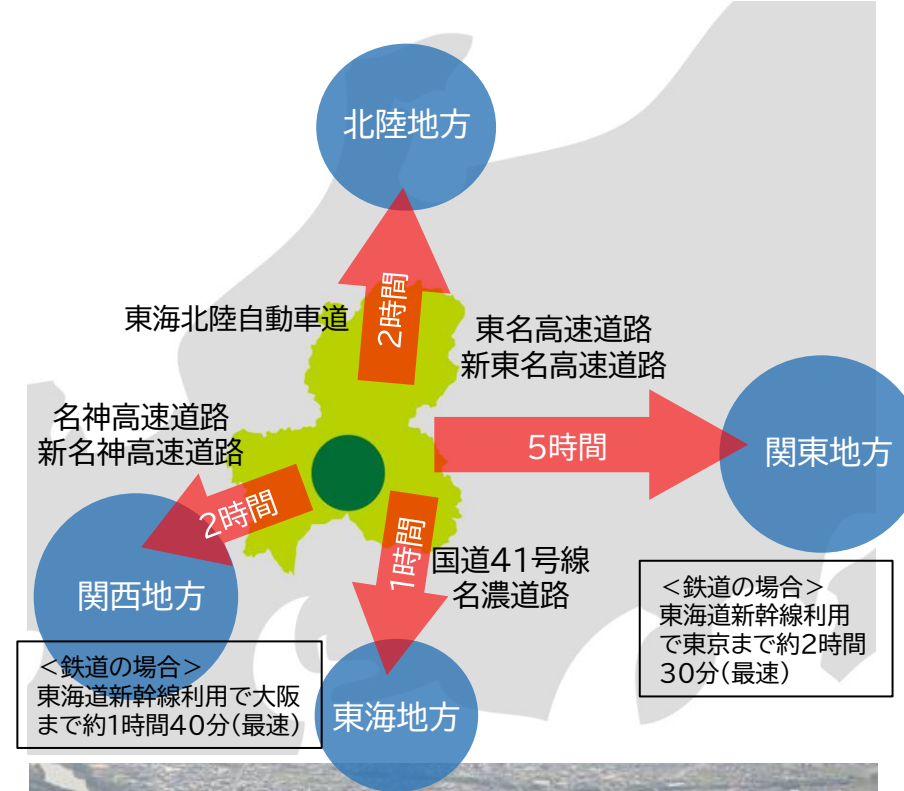 北陸地方
2時間
東海北陸自動車道
東名高速道路
新東名高速道路
名神高速道路
新名神高速道路
5時間
関東地方
2時間
1時間
国道41号線
名濃道路
関西地方
＜鉄道の場合＞
東海道新幹線利用
で東京まで約2時間
30分(最速)
＜鉄道の場合＞
東海道新幹線利用で大阪
まで約1時間40分(最速)
東海地方